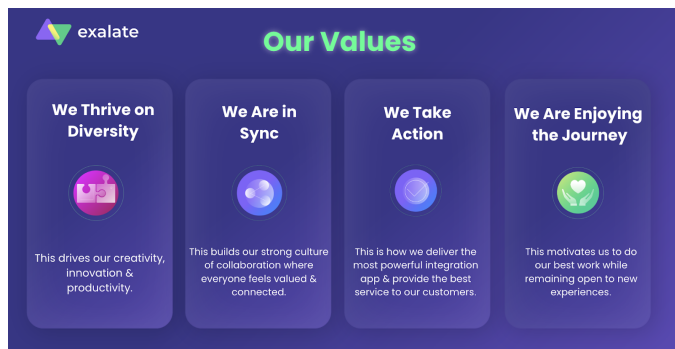 exalate
Our Values
We Thrive on
Diversity
This drives our creativity,
innovation &
productivity.
We Are in
Sync
This builds our strong culture
of collaboration where
everyone feels valued &
connected.
We Take
Action
This is how we deliver the
most powerful integration
app & provide the best
service to our customers.
We Are Enjoying
the Journey
This motivates us to do
our best work while
remaining open to new
experiences.